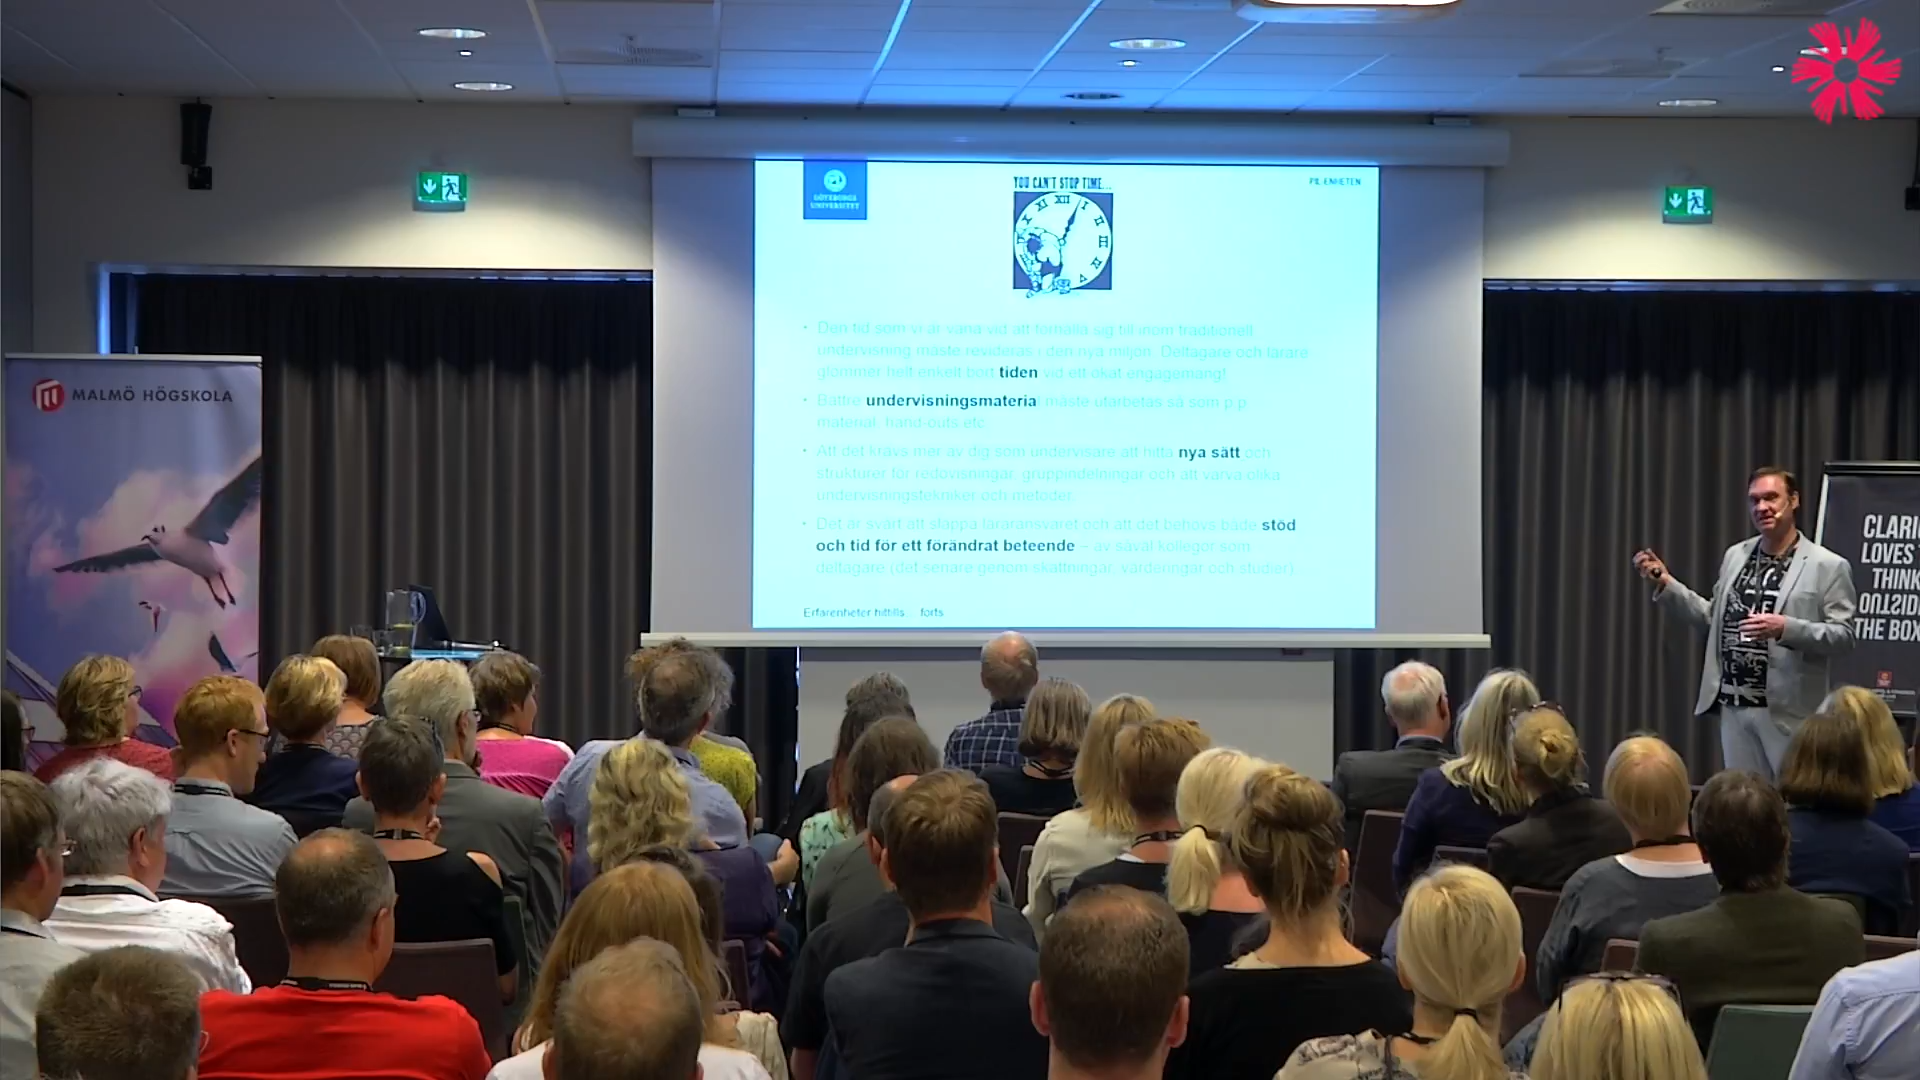 GÖTEBORGS
UNIVERSITET
YOU CAN'T STOP TIME...
PIL-ENHETEN
• Den tid som vi är vana vid att förhålla sig till inom traditionell
undervisning måste revideras i den nya miljön. Deltagare och lärare
glömmer helt enkelt bort tiden vid ett ökat engagemang!
• Bättre undervisningsmaterial måste utarbetas så som p.p.
material, hand-outs etc.
• Att det krävs mer av dig som undervisare att hitta nya sätt och
strukturer för redovisningar, gruppindelningar och att varva olika
undervisningstekniker och metoder.
• Det är svårt att släppa läraransvaret och att det behövs både stöd
och tid för ett förändrat beteende – av såväl kollegor som
deltagare (det senare genom skattningar, värderingar och studier).
Erfarenheter hittills... forts
MALMÖ HÖGSKOLA
CLARI
LOVES
THINK
OUTSID
THE BOX